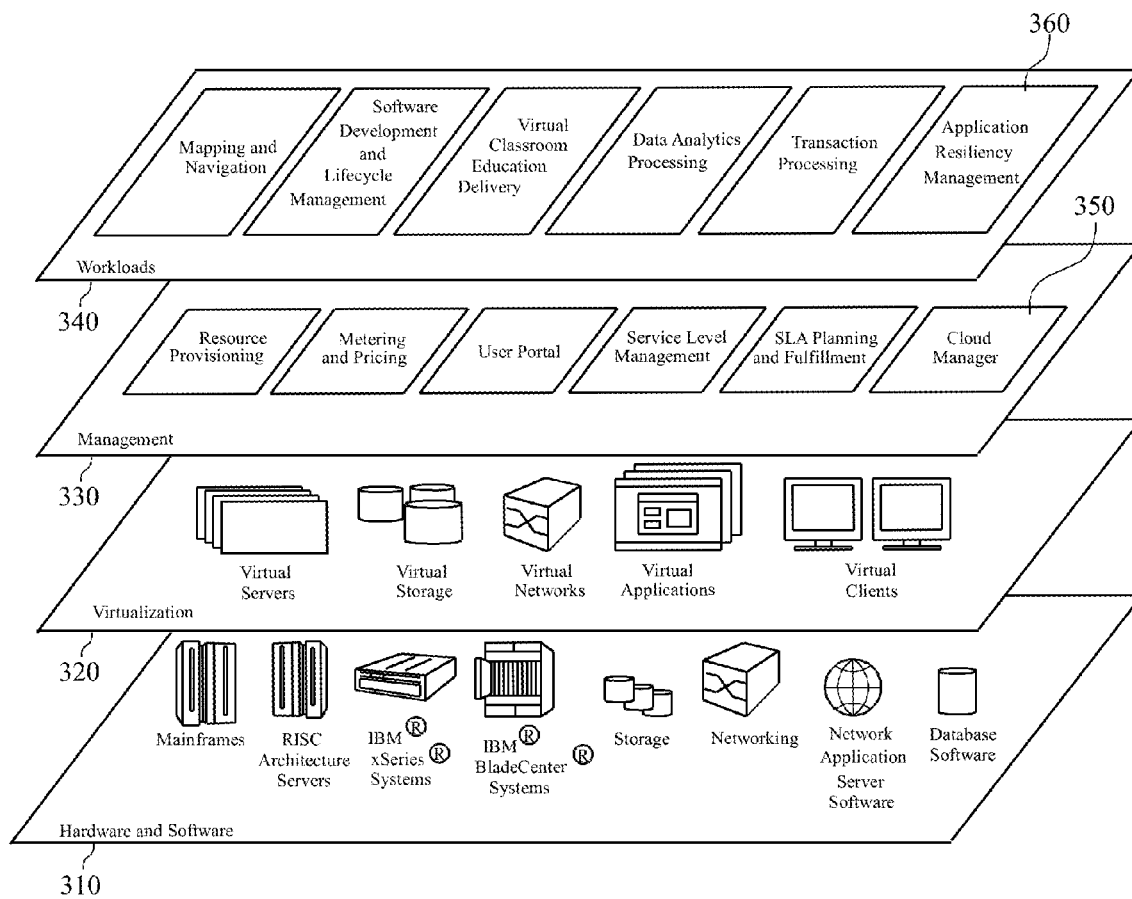 360
Mapping and
Navigation
Software
Development
and
Lifecycle
Management
Virtual
Classroom
Education
Delivery
Data Analytics
Processing
Transaction
Processing
Application
Resiliency
Management
350
Workloads
340
Resource
Provisioning
Metering
and Pricing
User Portal
Service Level
Management
SLA Planning
and Fulfillment
Cloud
Manager
Management
330
Virtual
Servers
Virtual
Storage
Virtual
Networks
Virtual
Applications
Virtual
Clients
Virtualization
320
Mainframes
RISC
Architecture
Servers
IBM ®
xSeries ®
Systems
IBM ®
BladeCenter ®
Systems
Storage
Networking
Network
Application
Server
Software
Database
Software
Hardware and Software
310